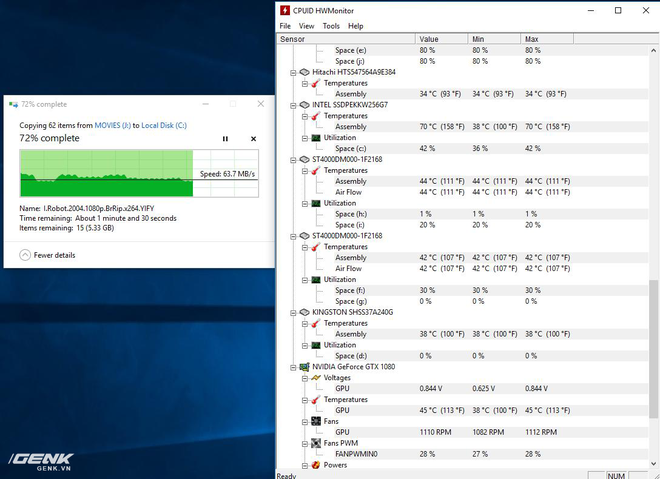 72% complete
Copying 62 items from MOVIES (J:) to Local Disk (C:)
72% complete
Speed: 63.7 MB/s
Name: I.Robot.2004.1080p.BrRip.x264.YIFY
Time remaining: About 1 minute and 30 seconds
Items remaining: 15 (5.33 GB)
Fewer details
CPUID HWMonitor
File View Tools Help
Sensor Value Min Max
Space (e:) 80 % 80 % 80 %
Space (j:) 80 % 80 % 80 %
Hitachi HTS547564A9E384
Temperatures
Assembly 34 °C (93 °F) 34 °C (93 °F) 34 °C (93 °F)
INTEL SSDPEKKW256G7
Temperatures
Assembly 70 °C (158 °F) 38 °C (100 °F) 70 °C (158 °F)
Utilization
Space (c:) 42 % 36 % 42 %
ST4000DM000-1F2168
Temperatures
Assembly 44 °C (111 °F) 44 °C (111 °F) 44 °C (111 °F)
Air Flow 44 °C (111 °F) 44 °C (111 °F) 44 °C (111 °F)
Utilization
Space (h:) 1 % 1 % 1 %
Space (i:) 20 % 20 % 20 %
ST4000DM000-1F2168
Temperatures
Assembly 42 °C (107 °F) 42 °C (107 °F) 42 °C (107 °F)
Air Flow 42 °C (107 °F) 42 °C (107 °F) 42 °C (107 °F)
Utilization
Space (f:) 30 % 30 % 30 %
Space (g:) 0 % 0 % 0 %
KINGSTON SHSS37A240G
Temperatures
Assembly 38 °C (100 °F) 38 °C (100 °F) 38 °C (100 °F)
Utilization
Space (d:) 0 % 0 % 0 %
NVIDIA GeForce GTX 1080
Voltages
GPU 0.844 V 0.625 V 0.844 V
Temperatures
GPU 45 °C (113 °F) 38 °C (100 °F) 45 °C (113 °F)
Fans
GPU 1110 RPM 1082 RPM 1112 RPM
Fans PWM
FANPWMIN0 28 % 27 % 28 %
Powers
Ready NUM
GENK
GENK.VN